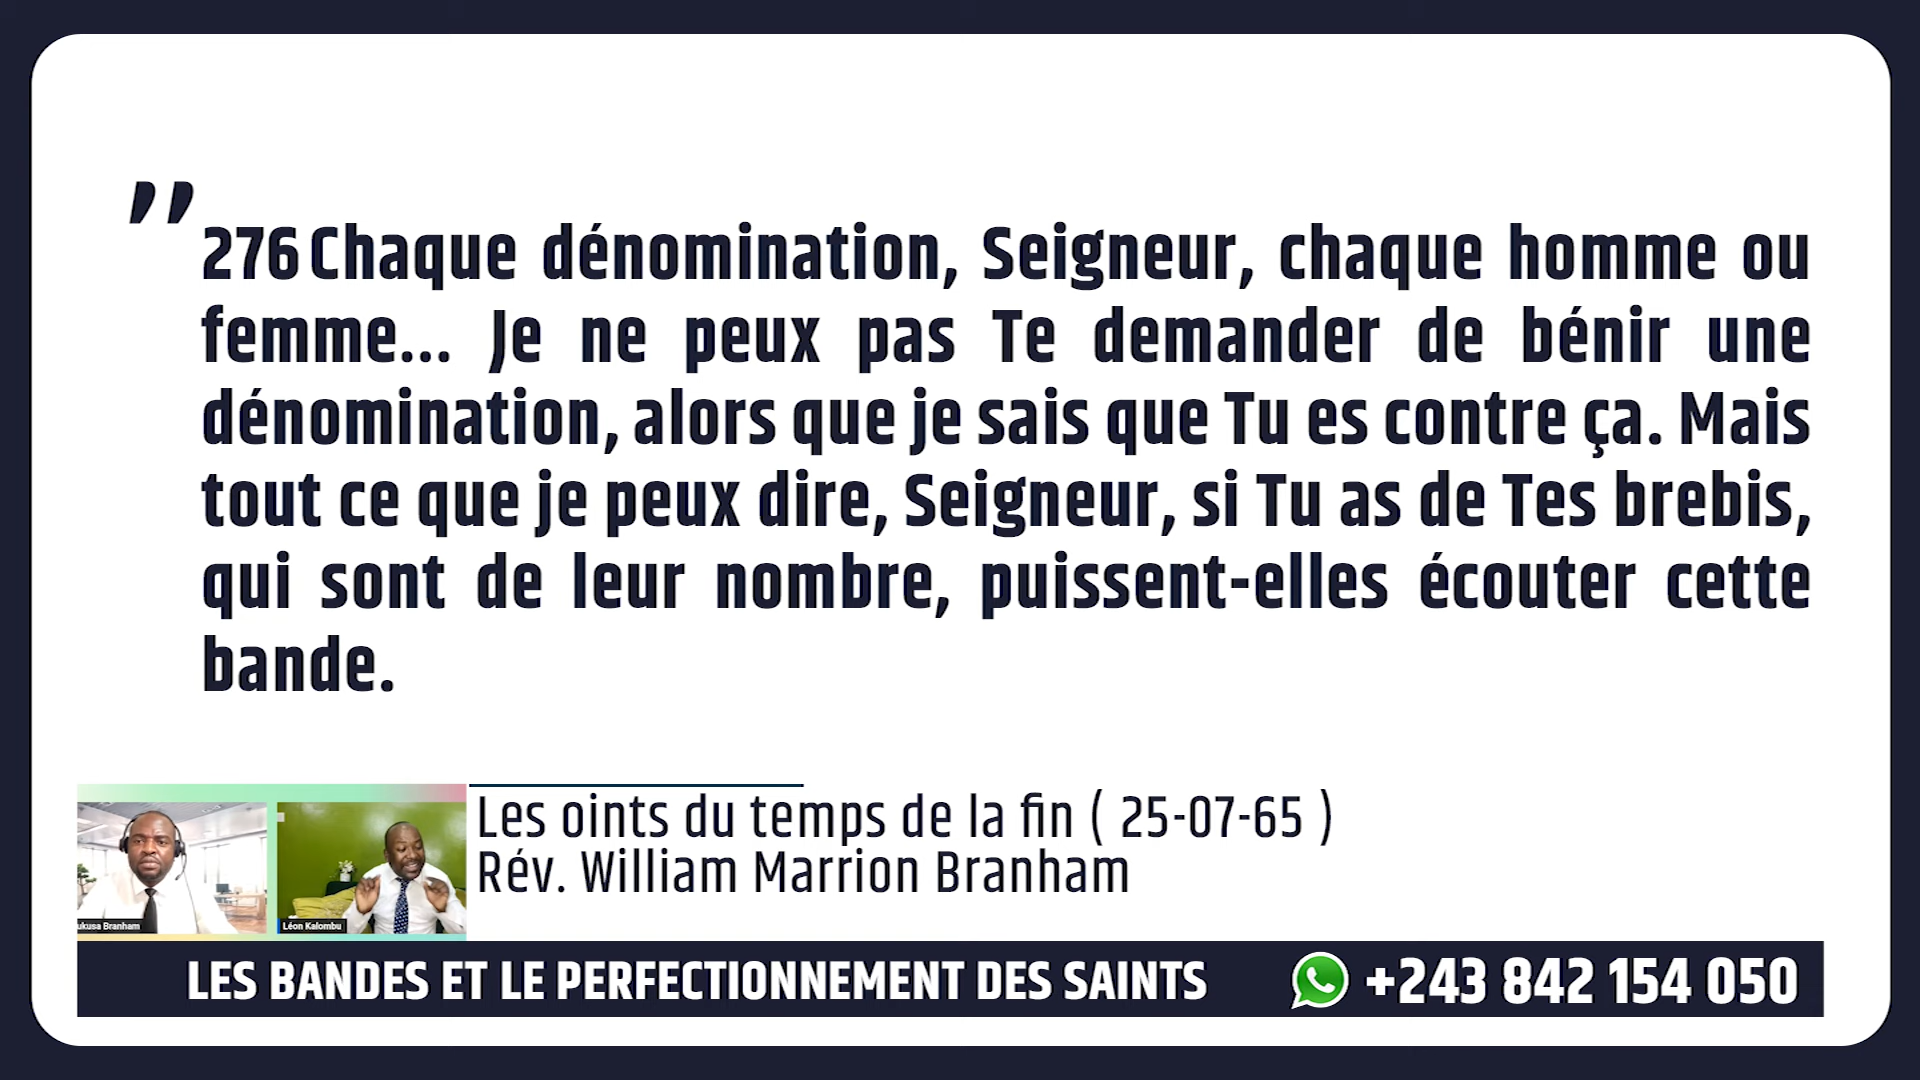 ”
276 Chaque dénomination, Seigneur, chaque homme ou
femme... Je ne peux pas Te demander de bénir une
dénomination, alors que je sais que Tu es contre ça. Mais
tout ce que je peux dire, Seigneur, si Tu as de Tes brebis,
qui sont de leur nombre, puissent-elles écouter cette
bande.
Les oints du temps de la fin ( 25-07-65 )
Rév. William Marrion Branham
ukusa Branham
Léon Kalombu
LES BANDES ET LE PERFECTIONNEMENT DES SAINTS
+243 842 154 050